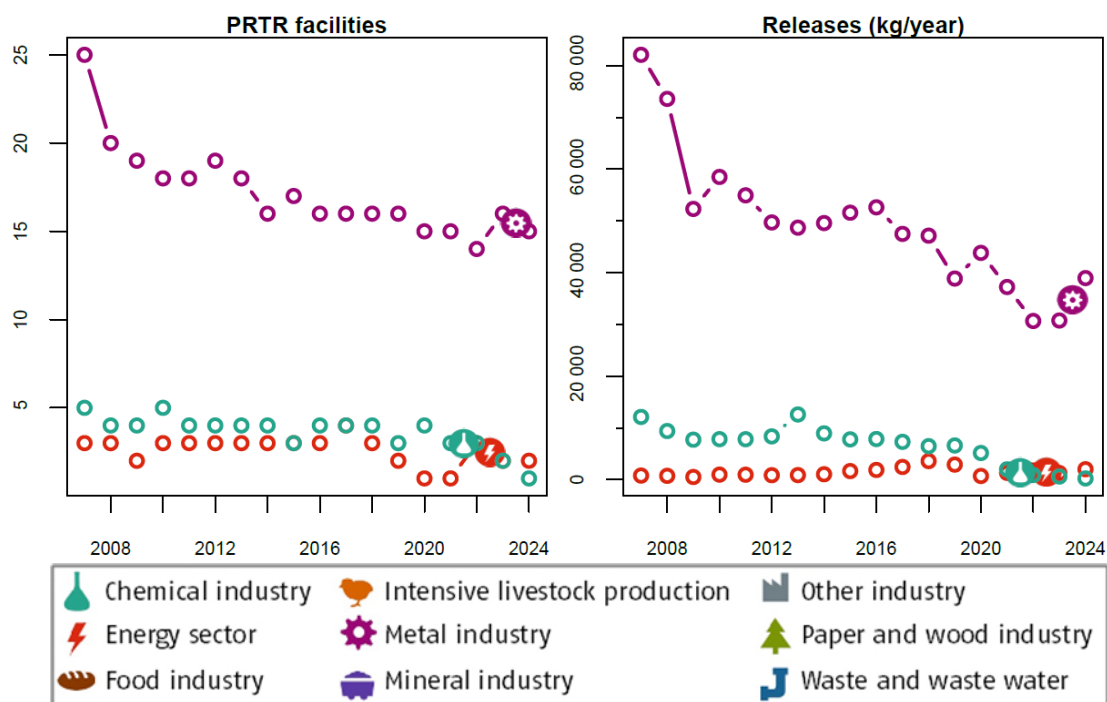 PRTR facilities
25
20
15
10
5
2008 2012 2016 2020 2024
Releases (kg/year)
80 000
60 000
40 000
20 000
0
2008 2012 2016 2020 2024
Chemical industry Intensive livestock production Other industry
Energy sector Metal industry Paper and wood industry
Food industry Mineral industry Waste and waste water